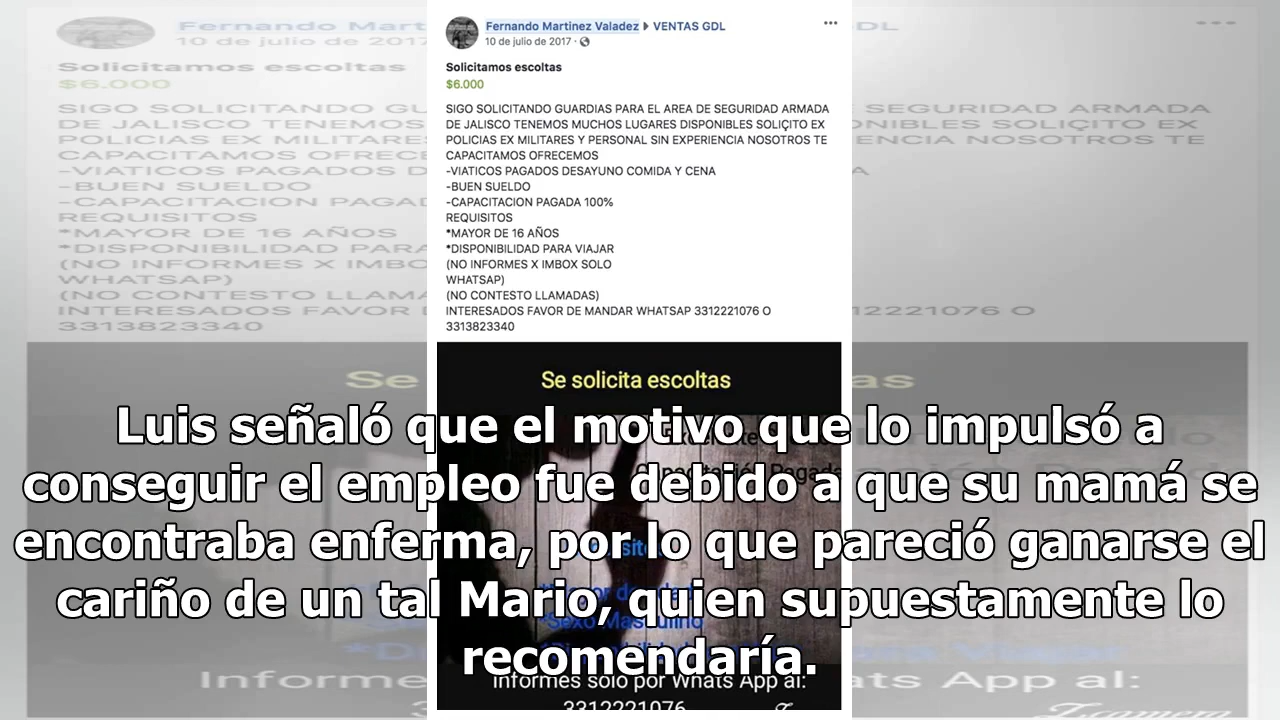 Fernando Martinez Valadez ▸ VENTAS GDL
10 de julio de 2017 ·
Solicitamos escoltas
$6.000
SIGO SOLICITANDO GUARDIAS PARA EL AREA DE SEGURIDAD ARMADA
DE JALISCO TENEMOS MUCHOS LUGARES DISPONIBLES SOLIÇITO EX
POLICIAS EX MILITARES Y PERSONAL SIN EXPERIENCIA NOSOTROS TE
CAPACITAMOS OFRECEMOS
-VIATICOS PAGADOS DESAYUNO COMIDA Y CENA
-BUEN SUELDO
-CAPACITACION PAGADA 100%
REQUISITOS
*MAYOR DE 16 AÑOS
*DISPONIBILIDAD PARA VIAJAR
(NO INFORMES X IMBOX SOLO
WHATSAP)
(NO CONTESTO LLAMADAS)
INTERESADOS FAVOR DE MANDAR WHATSAP 3312221076 O
3313823340
Se solicita escoltas
Luis señaló que el motivo que lo impulsó a
conseguir el empleo fue debido a que su mamá se
encontraba enferma, por lo que pareció ganarse el
cariño de un tal Mario, quien supuestamente lo
recomendaría.
*Sexo Masculino
Informes solo por Whats App al:
3312221076